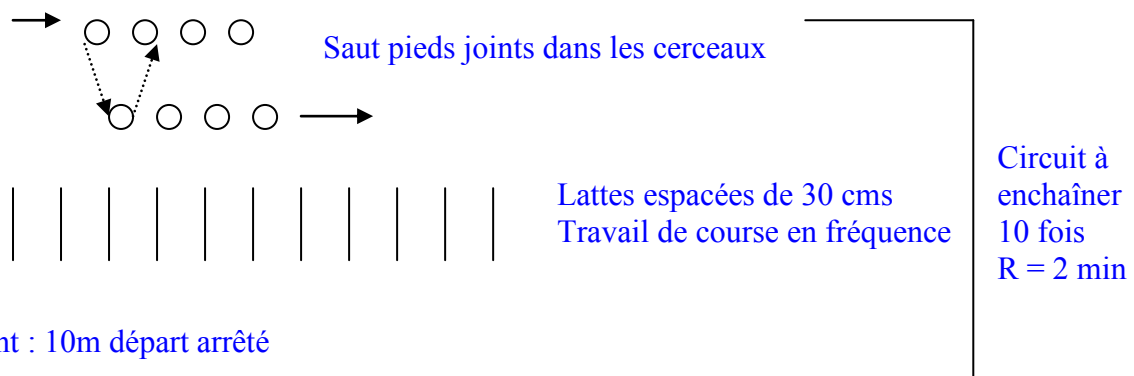 Saut pieds joints dans les cerceaux
Lattes espacées de 30 cms
Travail de course en fréquence
Circuit à
enchaîner
10 fois
R = 2 min
: 10m départ arrêté